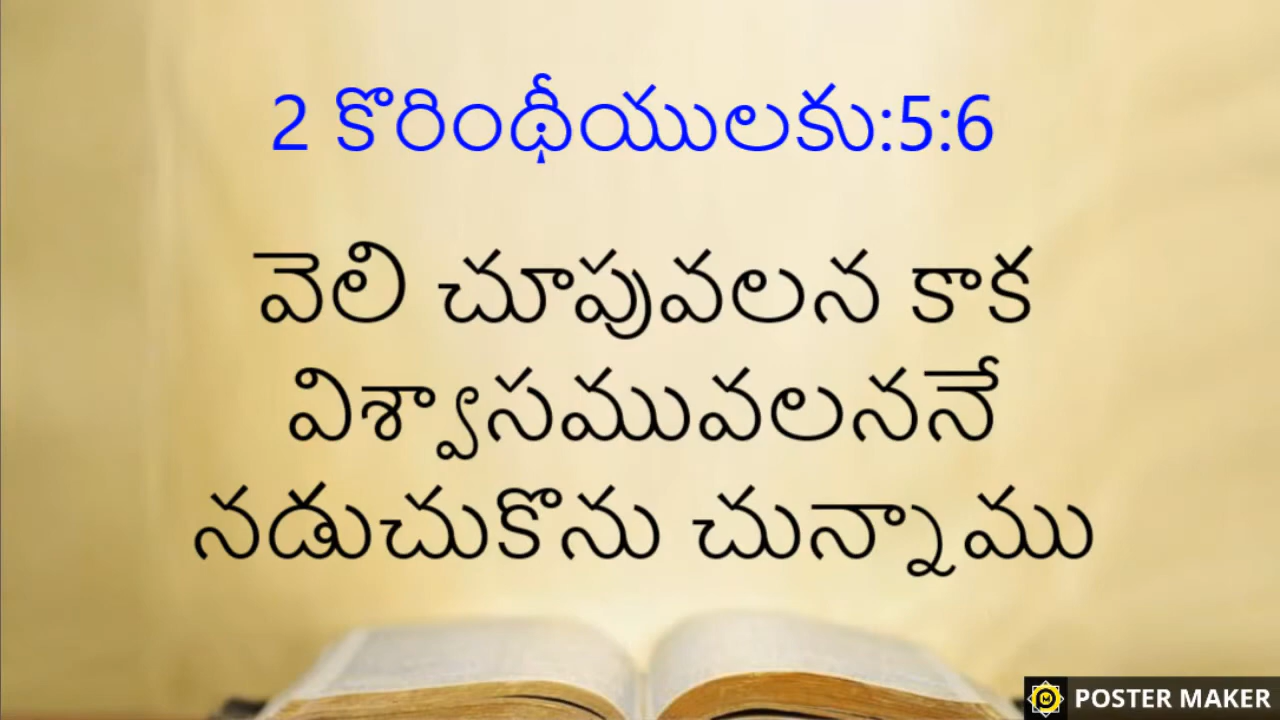 2 కొరింథీయులకు:5:6
వెలి చూపువలన కాక
విశ్వాసమువలననే
నడుచుకొను చున్నాము
POSTER MAKER